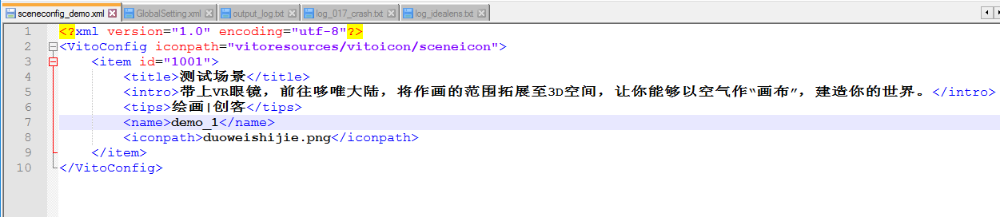 sceneconfig_demo.xml GlobalSetting.xml output_log.txt log_017_crash.txt log_idealens.txt
1 <?xml version="1.0" encoding="utf-8"?>
2 <VitoConfig iconpath="vitoresources/vitoicon/sceneicon">
3 <item id="1001">
4 <title>测试场景</title>
5 <intro>带上VR眼镜，前往哆唯大陆，将作画的范围拓展至3D空间，让你能够以空气作“画布”，建造你的世界。</intro>
6 <tips>绘画|创客</tips>
7 <name>demo_1</name>
8 <iconpath>duoweishijie.png</iconpath>
9 </item>
10 </VitoConfig>